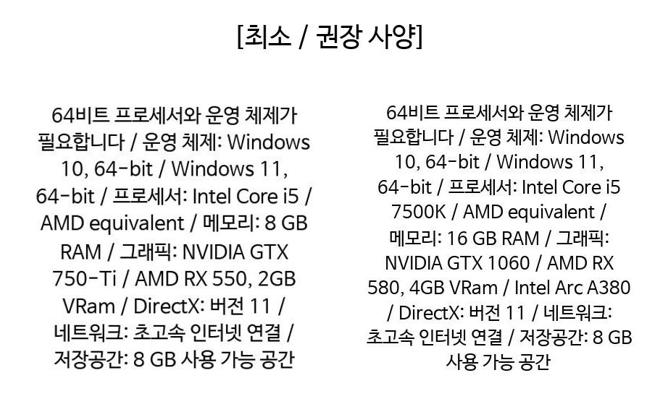 [최소 / 권장 사양]
64비트 프로세서와 운영 체제가
필요합니다 / 운영 체제: Windows
10, 64-bit / Windows 11,
64-bit / 프로세서: Intel Core i5 /
AMD equivalent / 메모리: 8 GB
RAM / 그래픽: NVIDIA GTX
750-Ti / AMD RX 550, 2GB
VRam / DirectX: 버전 11 /
네트워크: 초고속 인터넷 연결 /
저장공간: 8 GB 사용 가능 공간
64비트 프로세서와 운영 체제가
필요합니다 / 운영 체제: Windows
10, 64-bit / Windows 11,
64-bit / 프로세서: Intel Core i5
7500K / AMD equivalent /
메모리: 16 GB RAM / 그래픽:
NVIDIA GTX 1060 / AMD RX
580, 4GB VRam / Intel Arc A380
/ DirectX: 버전 11 / 네트워크:
초고속 인터넷 연결 / 저장공간: 8 GB
사용 가능 공간